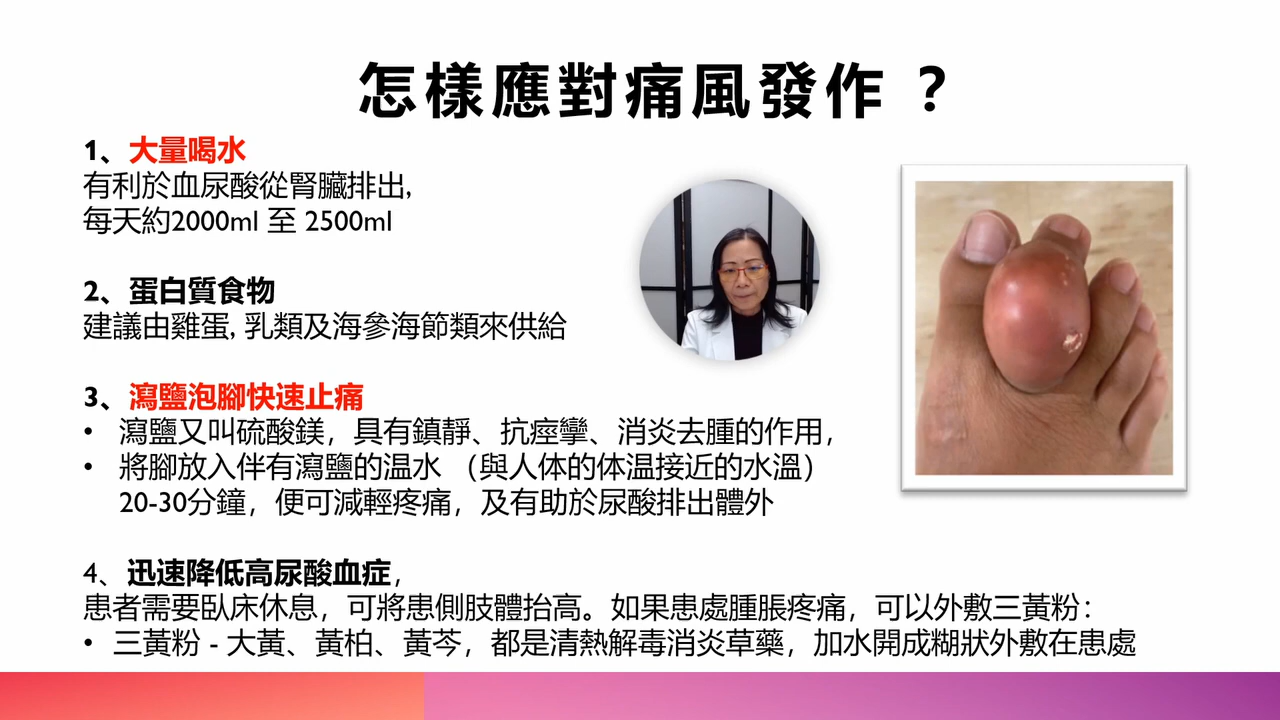 怎樣應對痛風發作 ？
1、大量喝水
有利於血尿酸從腎臟排出,
每天約2000ml 至 2500ml
2、蛋白質食物
建議由雞蛋, 乳類及海參海節類來供給
3、瀉鹽泡腳快速止痛
• 瀉鹽又叫硫酸鎂，具有鎮靜、抗痙攣、消炎去腫的作用，
• 將腳放入伴有瀉鹽的温水 （與人体的体温接近的水溫）
20-30分鐘，便可減輕疼痛，及有助於尿酸排出體外
4、迅速降低高尿酸血症，
患者需要臥床休息，可將患側肢體抬高。如果患處腫脹疼痛，可以外敷三黃粉：
• 三黃粉 - 大黃、黃柏、黃芩，都是清熱解毒消炎草藥，加水開成糊狀外敷在患處